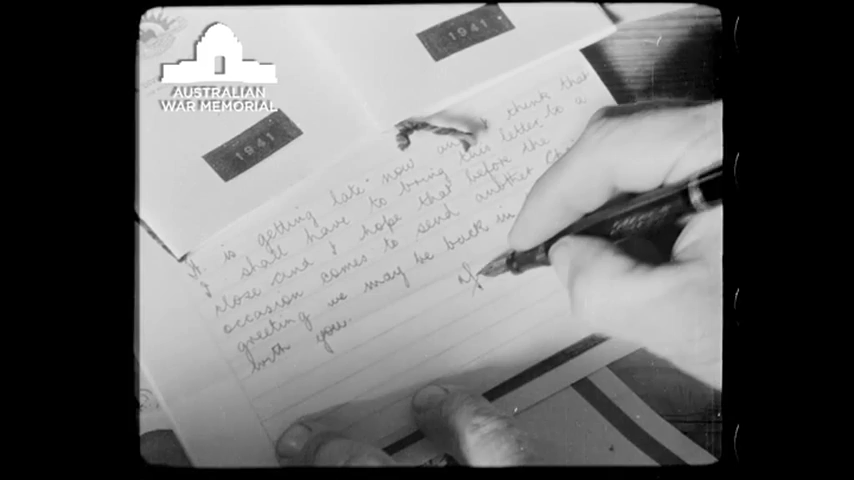 AUSTRALIAN
WAR MEMORIAL
1941
1941
It is getting late now and I think that
I shall have to bring this letter to a
close and I hope that before the
occasion comes to send another
greeting we may be back in
with you.